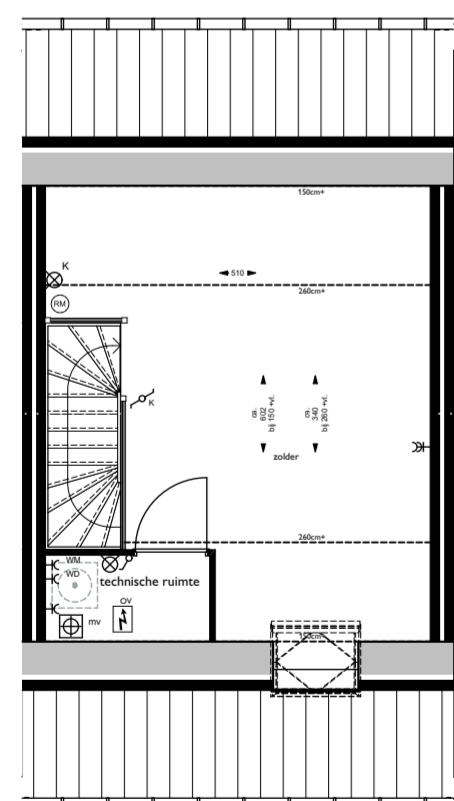 150cm+
K
510
260cm+
RM
ca.
602
bij 150 +vl.
ca.
340
bij 260 +vl.
K
zolder
260cm+
WM
WD
technische ruimte
OV
mv
150cm+